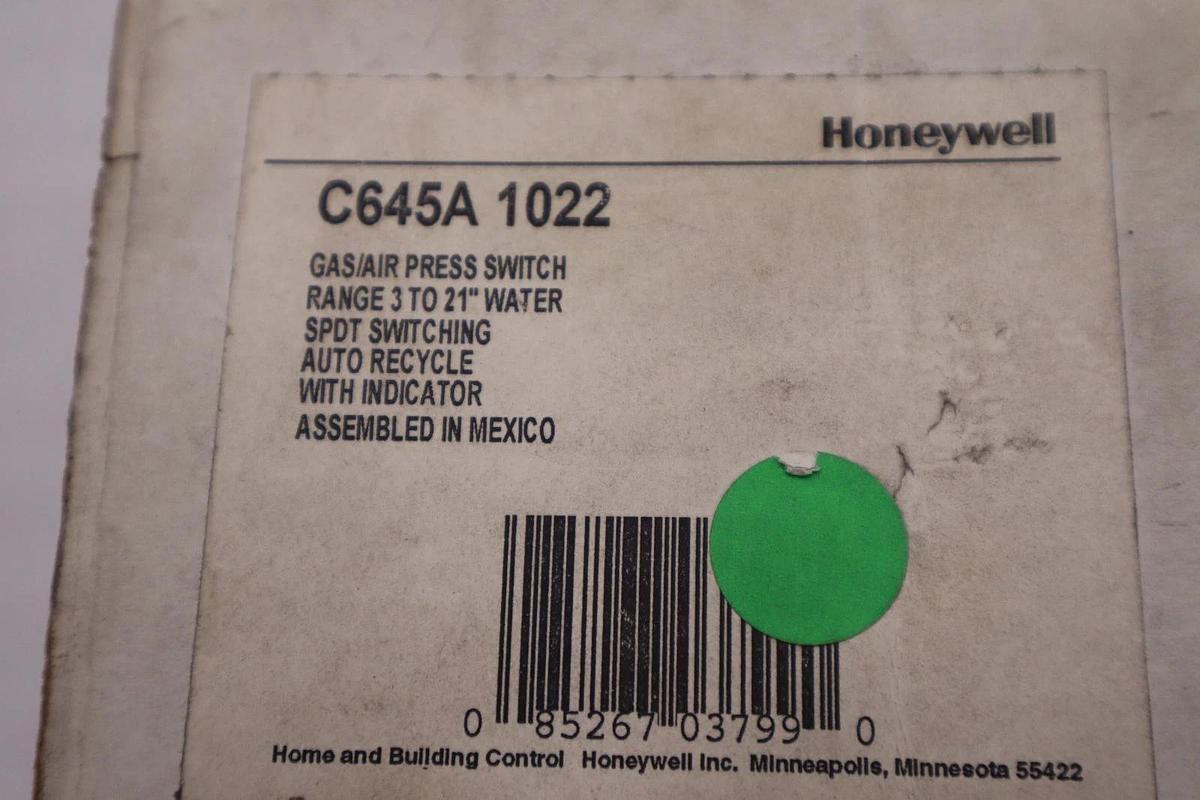 Honeywell
C645A 1022
GAS/AIR PRESS SWITCH
RANGE 3 TO 21" WATER
SPDT SWITCHING
AUTO RECYCLE
WITH INDICATOR
ASSEMBLED IN MEXICO
0 85267 03799 0
Home and Building Control Honeywell Inc. Minneapolis, Minnesota 55422